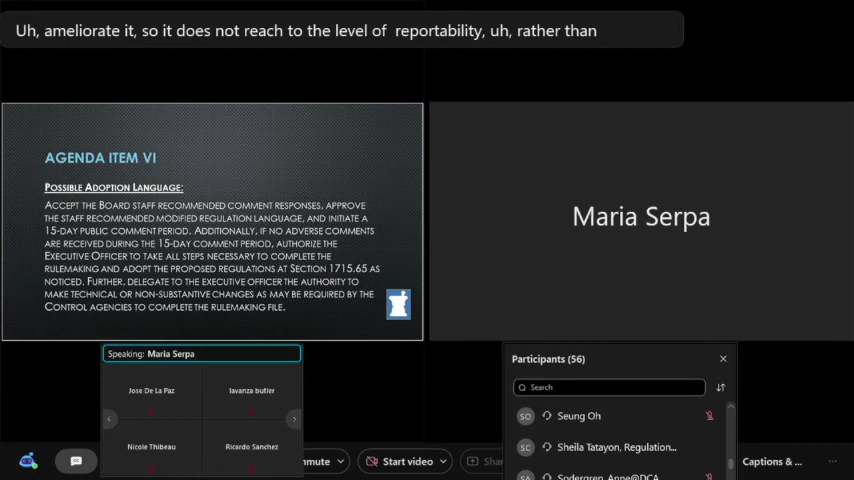 Uh, ameliorate it, so it does not reach to the level of reportability, uh, rather than
AGENDA ITEM VI
POSSIBLE ADOPTION LANGUAGE:
ACCEPT THE BOARD STAFF RECOMMENDED COMMENT RESPONSES, APPROVE
THE STAFF RECOMMENDED MODIFIED REGULATION LANGUAGE, AND INITIATE A
15-DAY PUBLIC COMMENT PERIOD. ADDITIONALLY, IF NO ADVERSE COMMENTS
ARE RECEIVED DURING THE 15-DAY COMMENT PERIOD, AUTHORIZE THE
EXECUTIVE OFFICER TO TAKE ALL STEPS NECESSARY TO COMPLETE THE
RULEMAKING AND ADOPT THE PROPOSED REGULATIONS AT SECTION 1715.65 AS
NOTICED. FURTHER, DELEGATE TO THE EXECUTIVE OFFICER THE AUTHORITY TO
MAKE TECHNICAL OR NON-SUBSTANTIVE CHANGES AS MAY BE REQUIRED BY THE
CONTROL AGENCIES TO COMPLETE THE RULEMAKING FILE.
Maria Serpa
Speaking: Maria Serpa
Jose De La Paz
lavanza butler
Nicole Thibeau
Ricardo Sanchez
Participants (56)
Search
SO Seung Oh
SC Sheila Tatayon, Regulation...
SA Sodergren, Anne@DCA
CC
nmute
Start video
Shar
Captions & ...